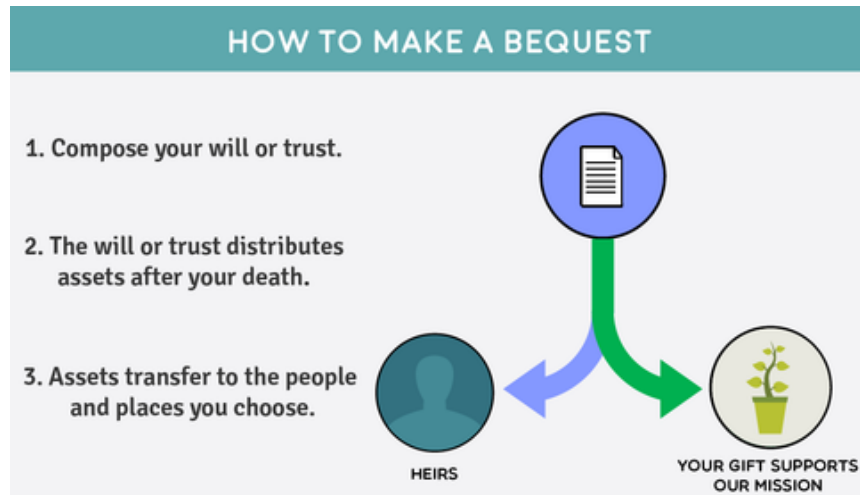 HOW TO MAKE A BEQUEST
1. Compose your will or trust.
2. The will or trust distributes
assets after your death.
3. Assets transfer to the people
and places you choose.
HEIRS
YOUR GIFT SUPPORTS
OUR MISSION